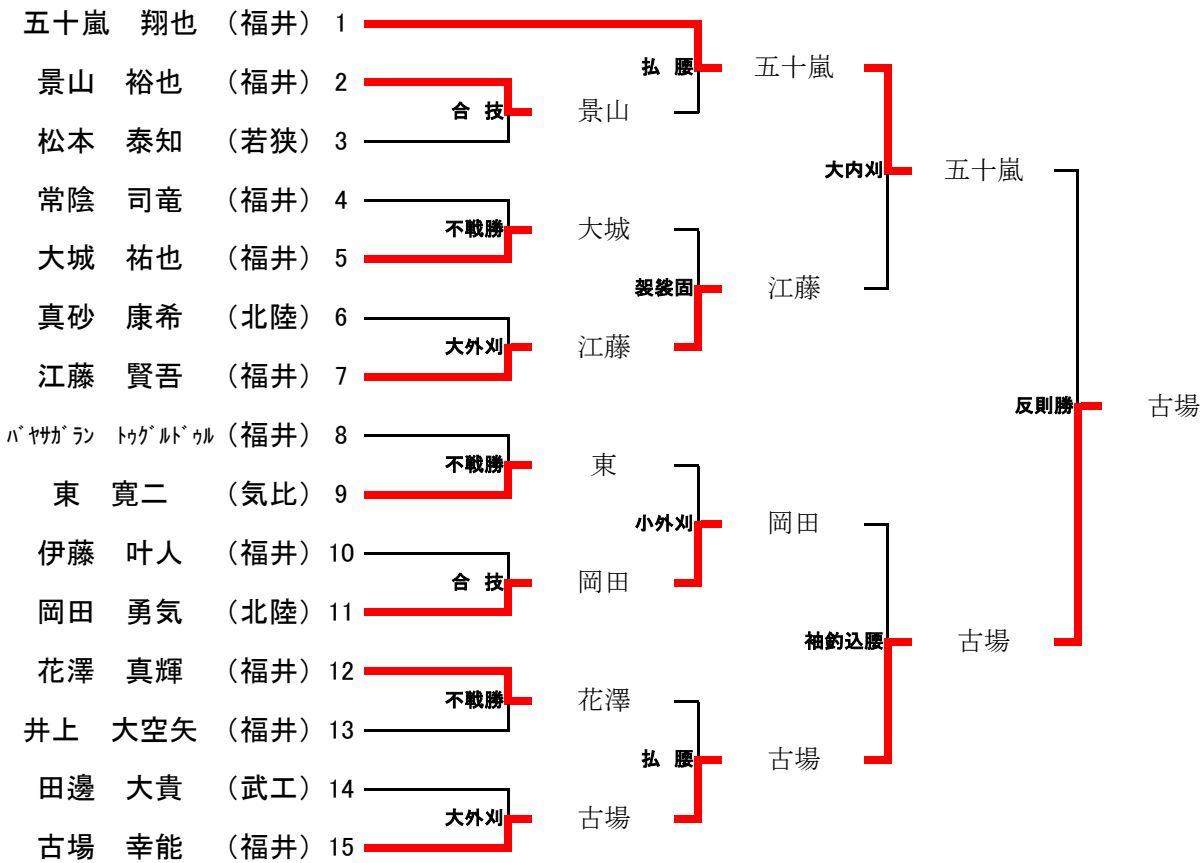 五十嵐　翔也　（福井）　1
払　腰　五十嵐
景山　裕也　（福井）　2
合　技　景山
松本　泰知　（若狭）　3
大内刈　五十嵐
常陰　司竜　（福井）　4
不戦勝　大城
大城　祐也　（福井）　5
袈裟固　江藤
真砂　康希　（北陸）　6
大外刈　江藤
江藤　賢吾　（福井）　7
反則勝　古場
ﾊﾞﾔｻｶﾞﾗﾝ　ﾄｩｸﾞﾙﾄﾞｩﾙ　（福井）　8
不戦勝　東
東　寛二　（気比）　9
小外刈　岡田
伊藤　叶人　（福井）　10
合　技　岡田
岡田　勇気　（北陸）　11
袖釣込腰　古場
花澤　真輝　（福井）　12
不戦勝　花澤
井上　大空矢　（福井）　13
払　腰　古場
田邊　大貴　（武工）　14
大外刈　古場
古場　幸能　（福井）　15